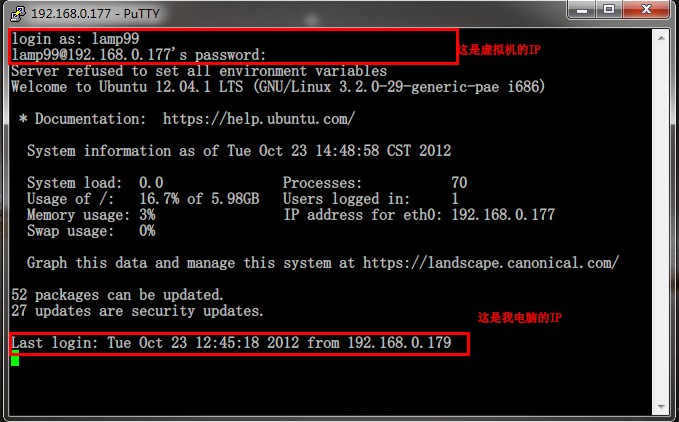 192.168.0.177 - PuTTY
login as: lamp99
lamp99@192.168.0.177's password:
这是虚拟机的IP
Server refused to set all environment variables
Welcome to Ubuntu 12.04.1 LTS (GNU/Linux 3.2.0-29-generic-pae i686)
* Documentation:  https://help.ubuntu.com/
System information as of Tue Oct 23 14:48:58 CST 2012
System load:  0.0               Processes:           70
Usage of /:   16.7% of 5.98GB   Users logged in:     1
Memory usage: 3%                IP address for eth0: 192.168.0.177
Swap usage:   0%
Graph this data and manage this system at https://landscape.canonical.com/
52 packages can be updated.
27 updates are security updates.
这是我电脑的IP
Last login: Tue Oct 23 12:45:18 2012 from 192.168.0.179